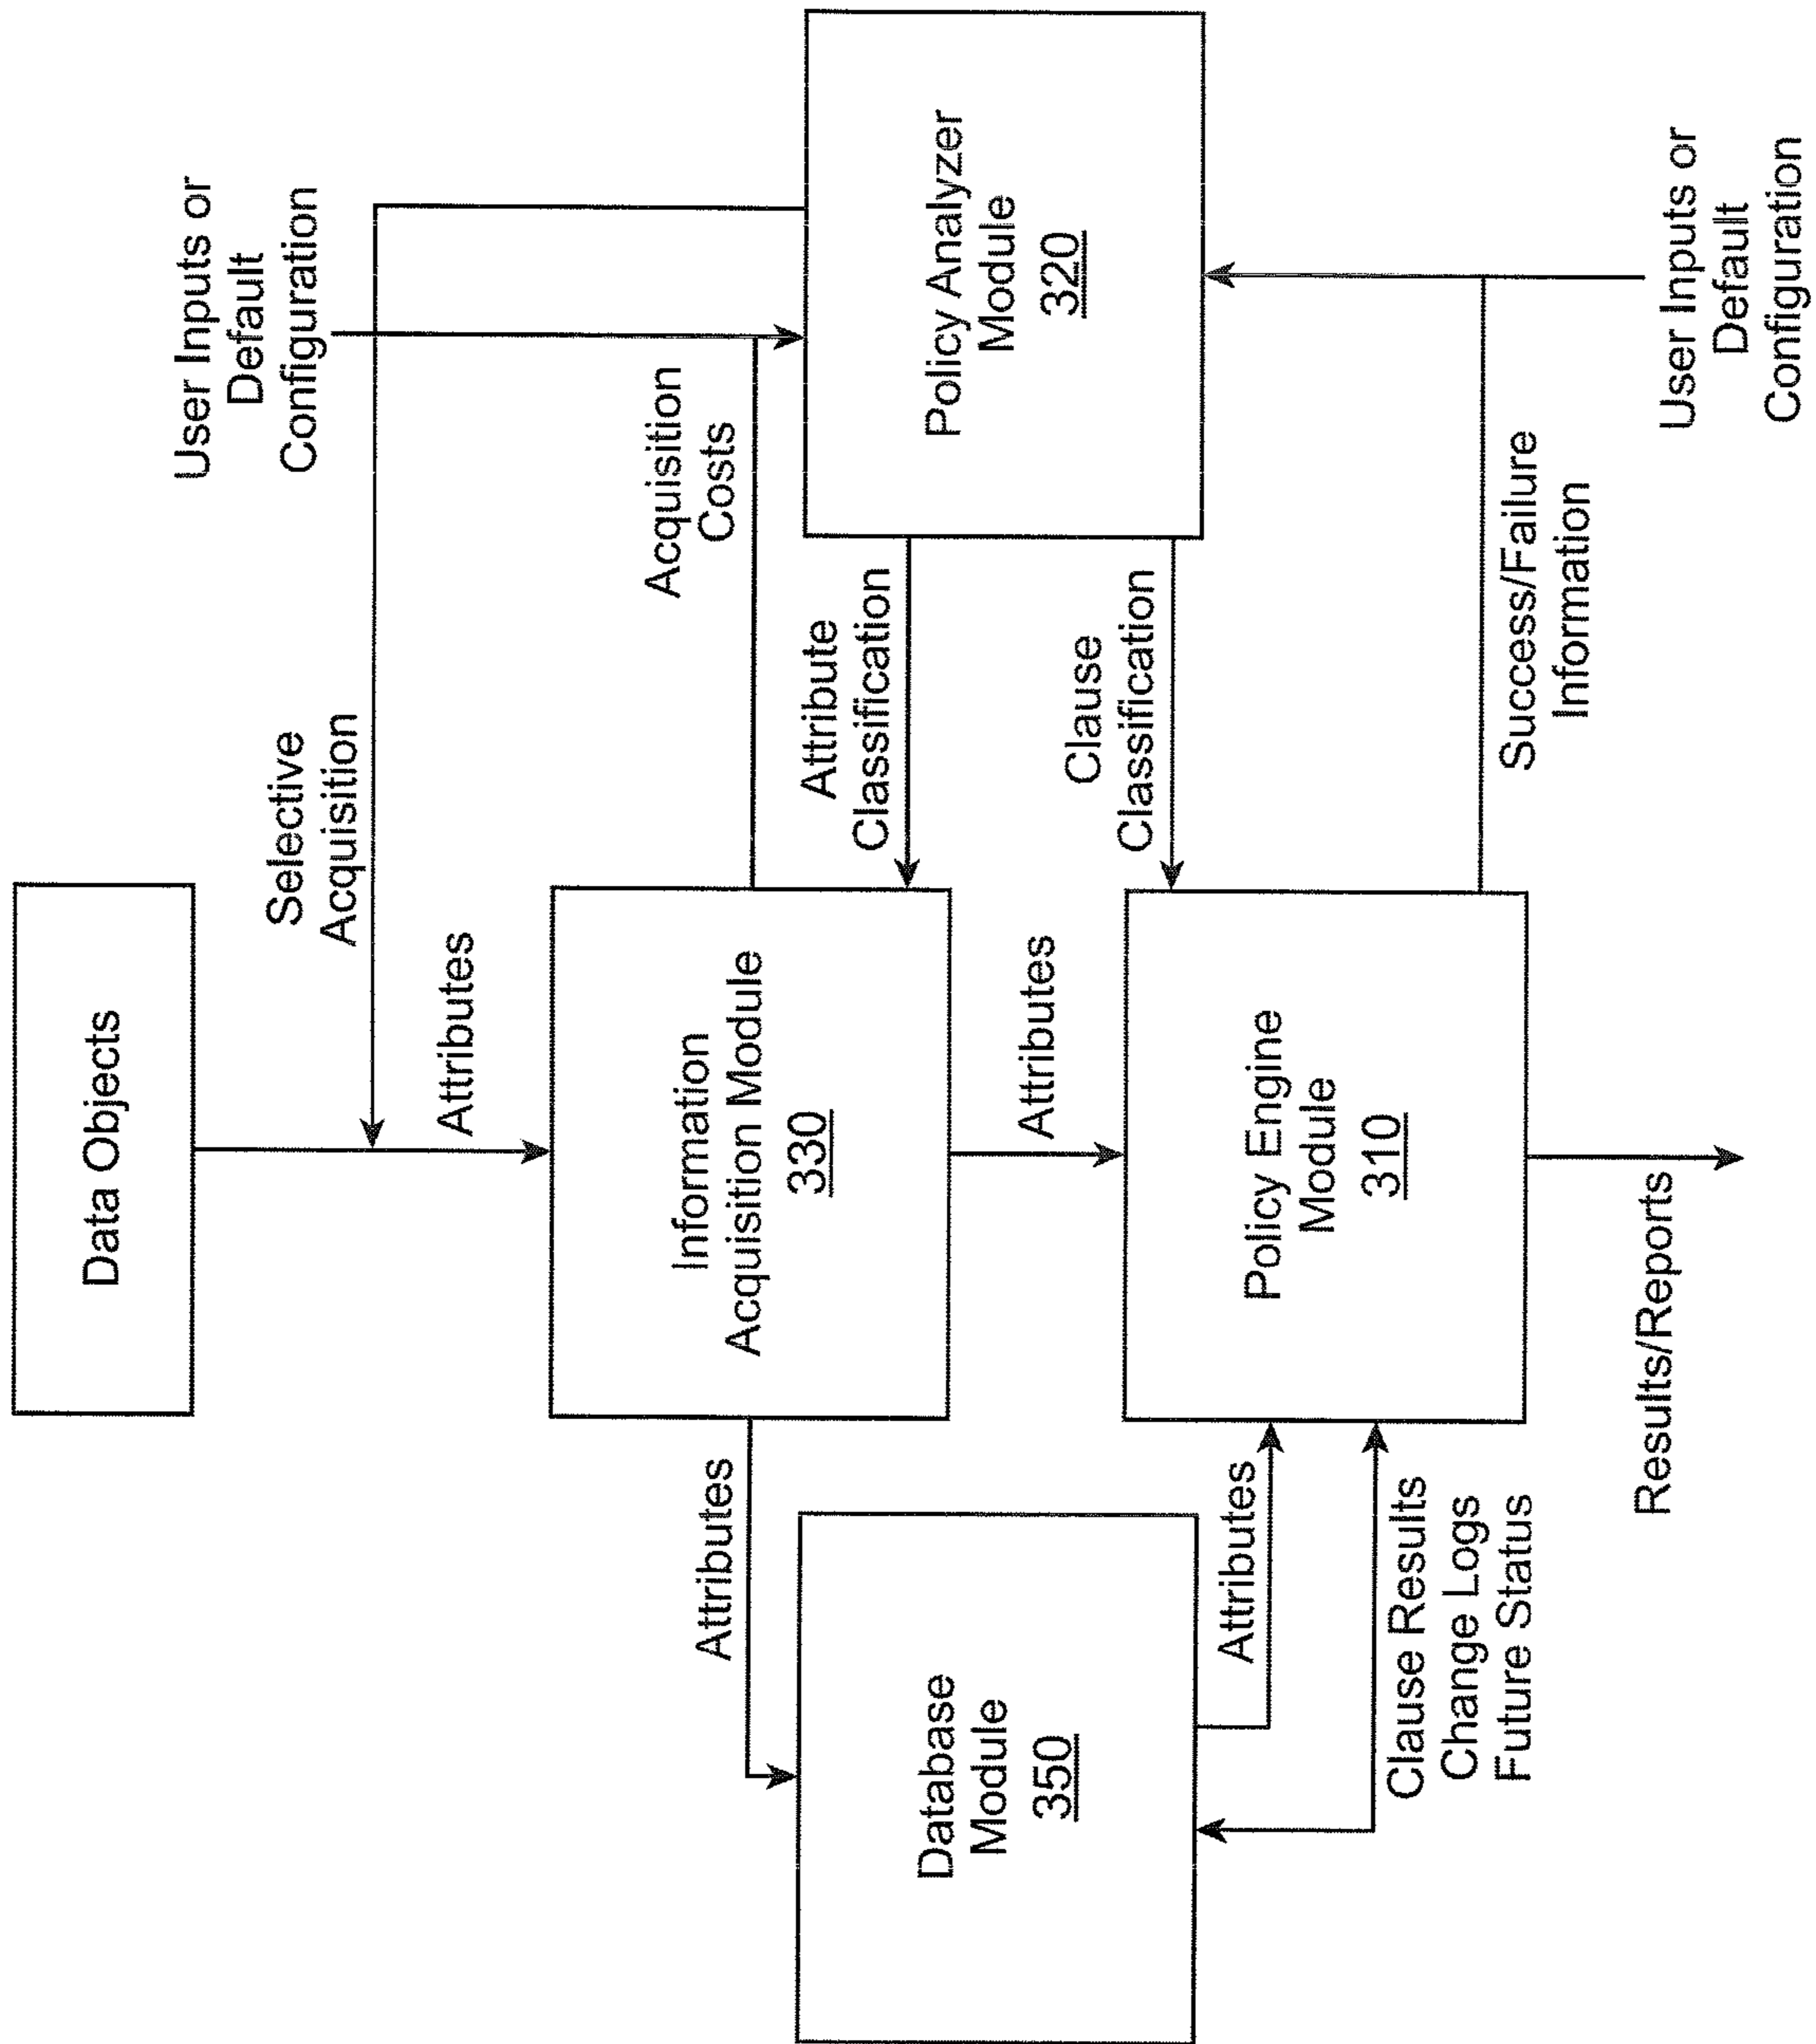 Data Objects
Selective
Acquisition
User Inputs or
Default
Configuration
Attributes
Information
Acquisition Module
330
Acquisition
Costs
Attributes
Attribute
Classification
Policy Analyzer
Module
320
Database
Module
350
Attributes
Clause
Classification
Attributes
Policy Engine
Module
310
Clause Results
Change Logs
Future Status
Success/Failure
Information
Results/Reports
User Inputs or
Default
Configuration